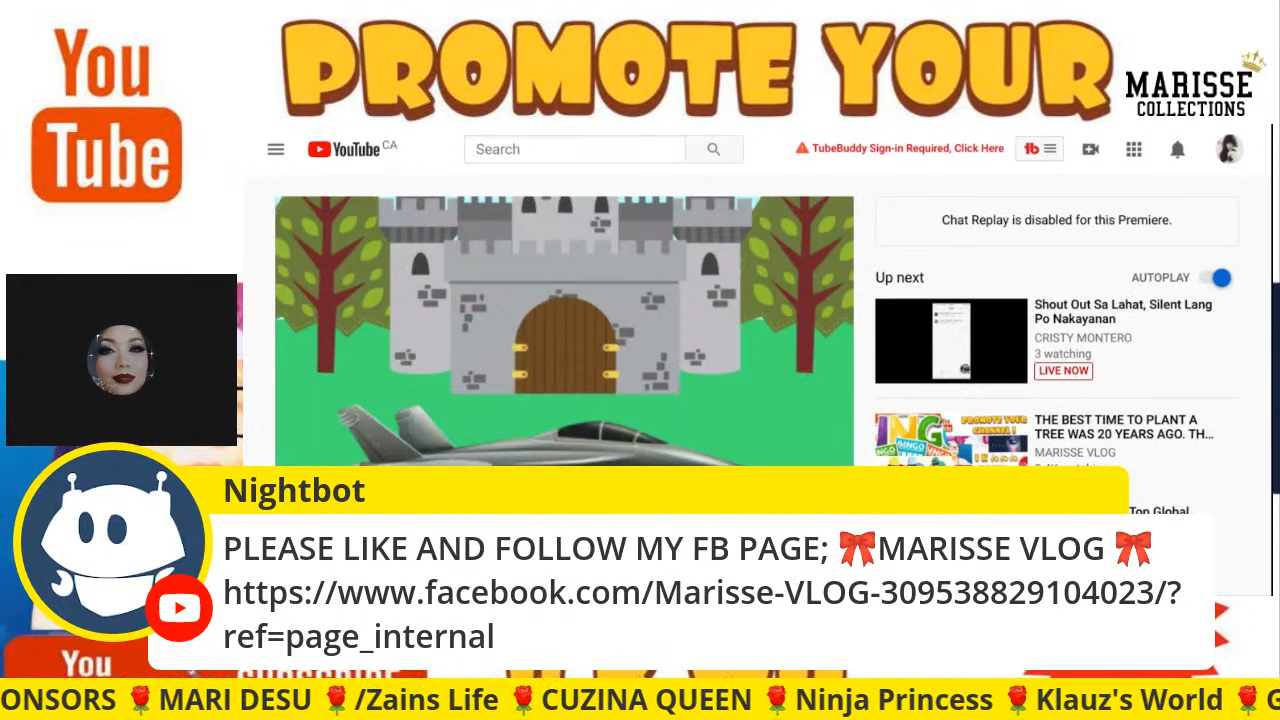 You
Tube
PROMOTE YOUR
MARISSE
COLLECTIONS
YouTube CA
Search
TubeBuddy Sign-in Required, Click Here
tb
Chat Replay is disabled for this Premiere.
Up next
AUTOPLAY
Shout Out Sa Lahat, Silent Lang
Po Nakayanan
CRISTY MONTERO
3 watching
LIVE NOW
THE BEST TIME TO PLANT A
TREE WAS 20 YEARS AGO. TH...
MARISSE VLOG
Top Global
Nightbot
PLEASE LIKE AND FOLLOW MY FB PAGE; 🎀MARISSE VLOG 🎀
https://www.facebook.com/Marisse-VLOG-309538829104023/?
ref=page_internal
You
ONSORS 🌹MARI DESU 🌹/Zains Life 🌹CUZINA QUEEN 🌹Ninja Princess 🌹Klauz's World 🌹